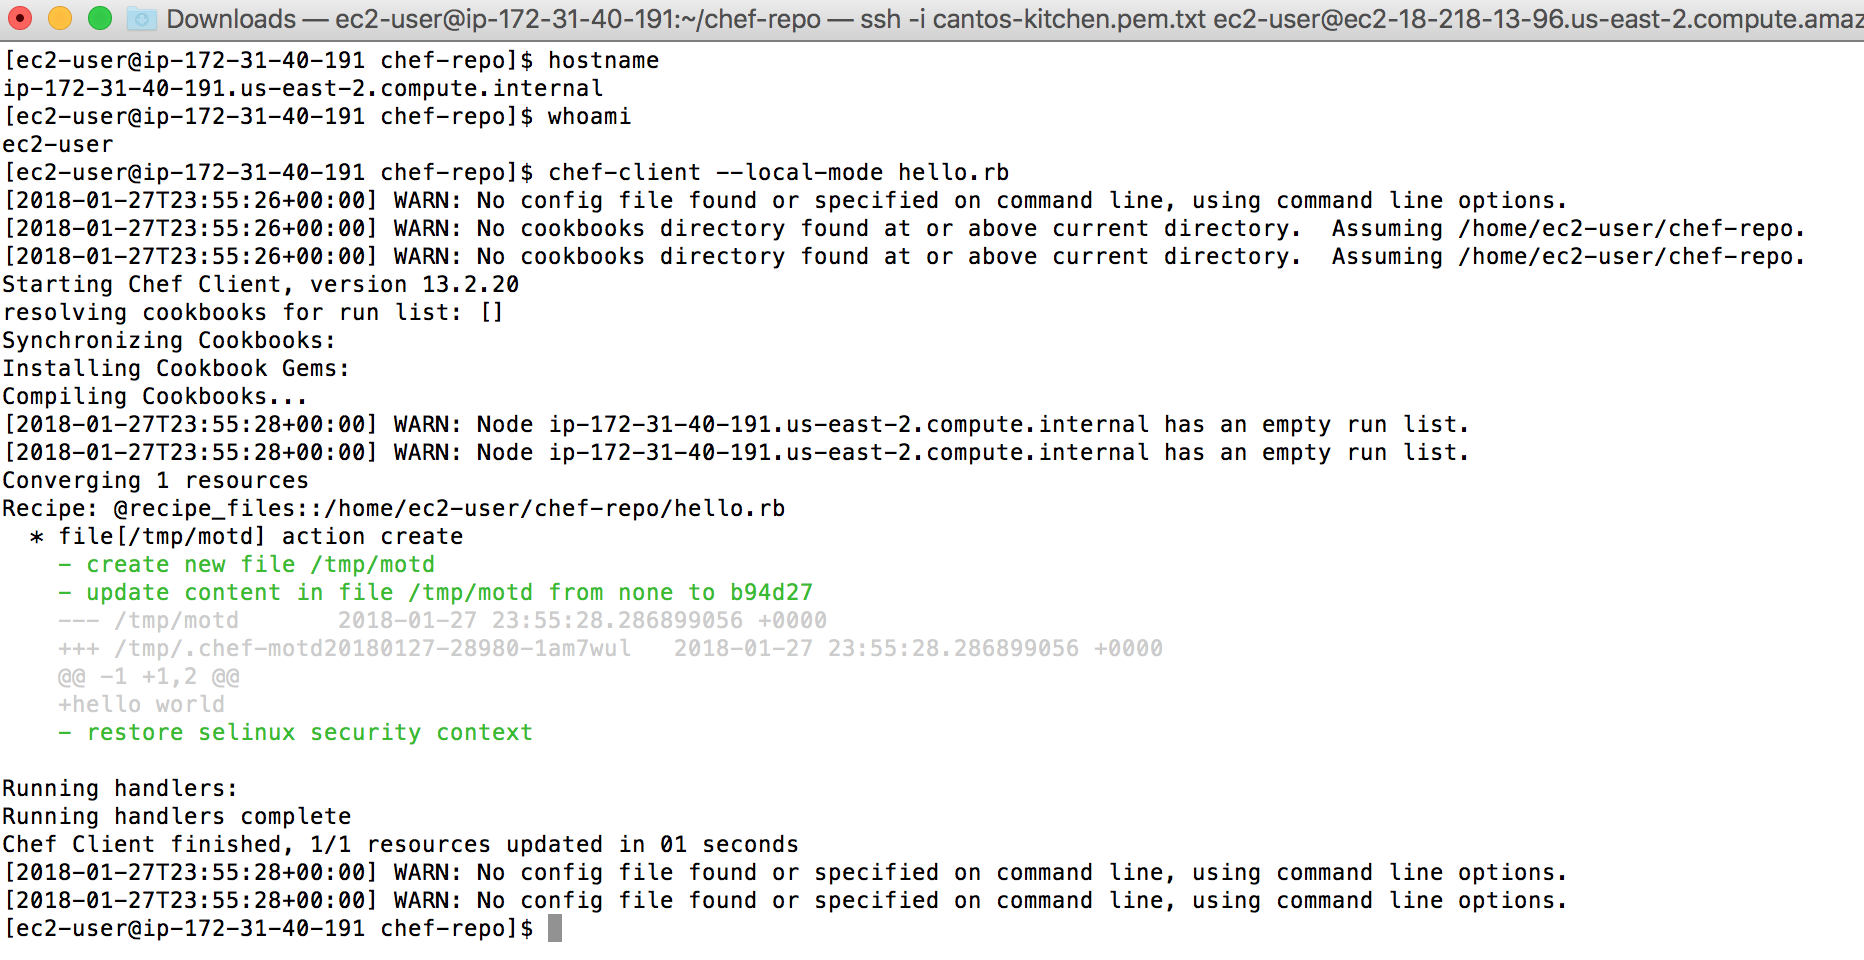 Downloads — ec2-user@ip-172-31-40-191:~/chef-repo — ssh -i cantos-kitchen.pem.txt ec2-user@ec2-18-218-13-96.us-east-2.compute.amaz
[ec2-user@ip-172-31-40-191 chef-repo]$ hostname
ip-172-31-40-191.us-east-2.compute.internal
[ec2-user@ip-172-31-40-191 chef-repo]$ whoami
ec2-user
[ec2-user@ip-172-31-40-191 chef-repo]$ chef-client --local-mode hello.rb
[2018-01-27T23:55:26+00:00] WARN: No config file found or specified on command line, using command line options.
[2018-01-27T23:55:26+00:00] WARN: No cookbooks directory found at or above current directory.  Assuming /home/ec2-user/chef-repo.
[2018-01-27T23:55:26+00:00] WARN: No cookbooks directory found at or above current directory.  Assuming /home/ec2-user/chef-repo.
Starting Chef Client, version 13.2.20
resolving cookbooks for run list: []
Synchronizing Cookbooks:
Installing Cookbook Gems:
Compiling Cookbooks...
[2018-01-27T23:55:28+00:00] WARN: Node ip-172-31-40-191.us-east-2.compute.internal has an empty run list.
[2018-01-27T23:55:28+00:00] WARN: Node ip-172-31-40-191.us-east-2.compute.internal has an empty run list.
Converging 1 resources
Recipe: @recipe_files::/home/ec2-user/chef-repo/hello.rb
  * file[/tmp/motd] action create
    - create new file /tmp/motd
    - update content in file /tmp/motd from none to b94d27
    --- /tmp/motd       2018-01-27 23:55:28.286899056 +0000
    +++ /tmp/.chef-motd20180127-28980-1am7wul   2018-01-27 23:55:28.286899056 +0000
    @@ -1 +1,2 @@
    +hello world
    - restore selinux security context
Running handlers:
Running handlers complete
Chef Client finished, 1/1 resources updated in 01 seconds
[2018-01-27T23:55:28+00:00] WARN: No config file found or specified on command line, using command line options.
[2018-01-27T23:55:28+00:00] WARN: No config file found or specified on command line, using command line options.
[ec2-user@ip-172-31-40-191 chef-repo]$